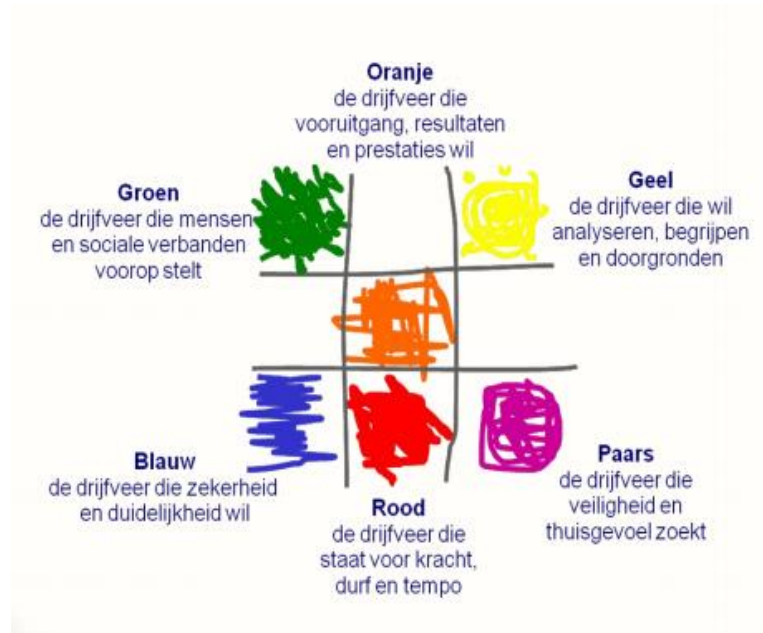 Oranje
de drijfveer die
vooruitgang, resultaten
en prestaties wil
Groen
de drijfveer die mensen
en sociale verbanden
voorop stelt
Geel
de drijfveer die wil
analyseren, begrijpen
en doorgronden
Blauw
de drijfveer die zekerheid
en duidelijkheid wil
Rood
de drijfveer die
staat voor kracht,
durf en tempo
Paars
de drijfveer die
veiligheid en
thuisgevoel zoekt